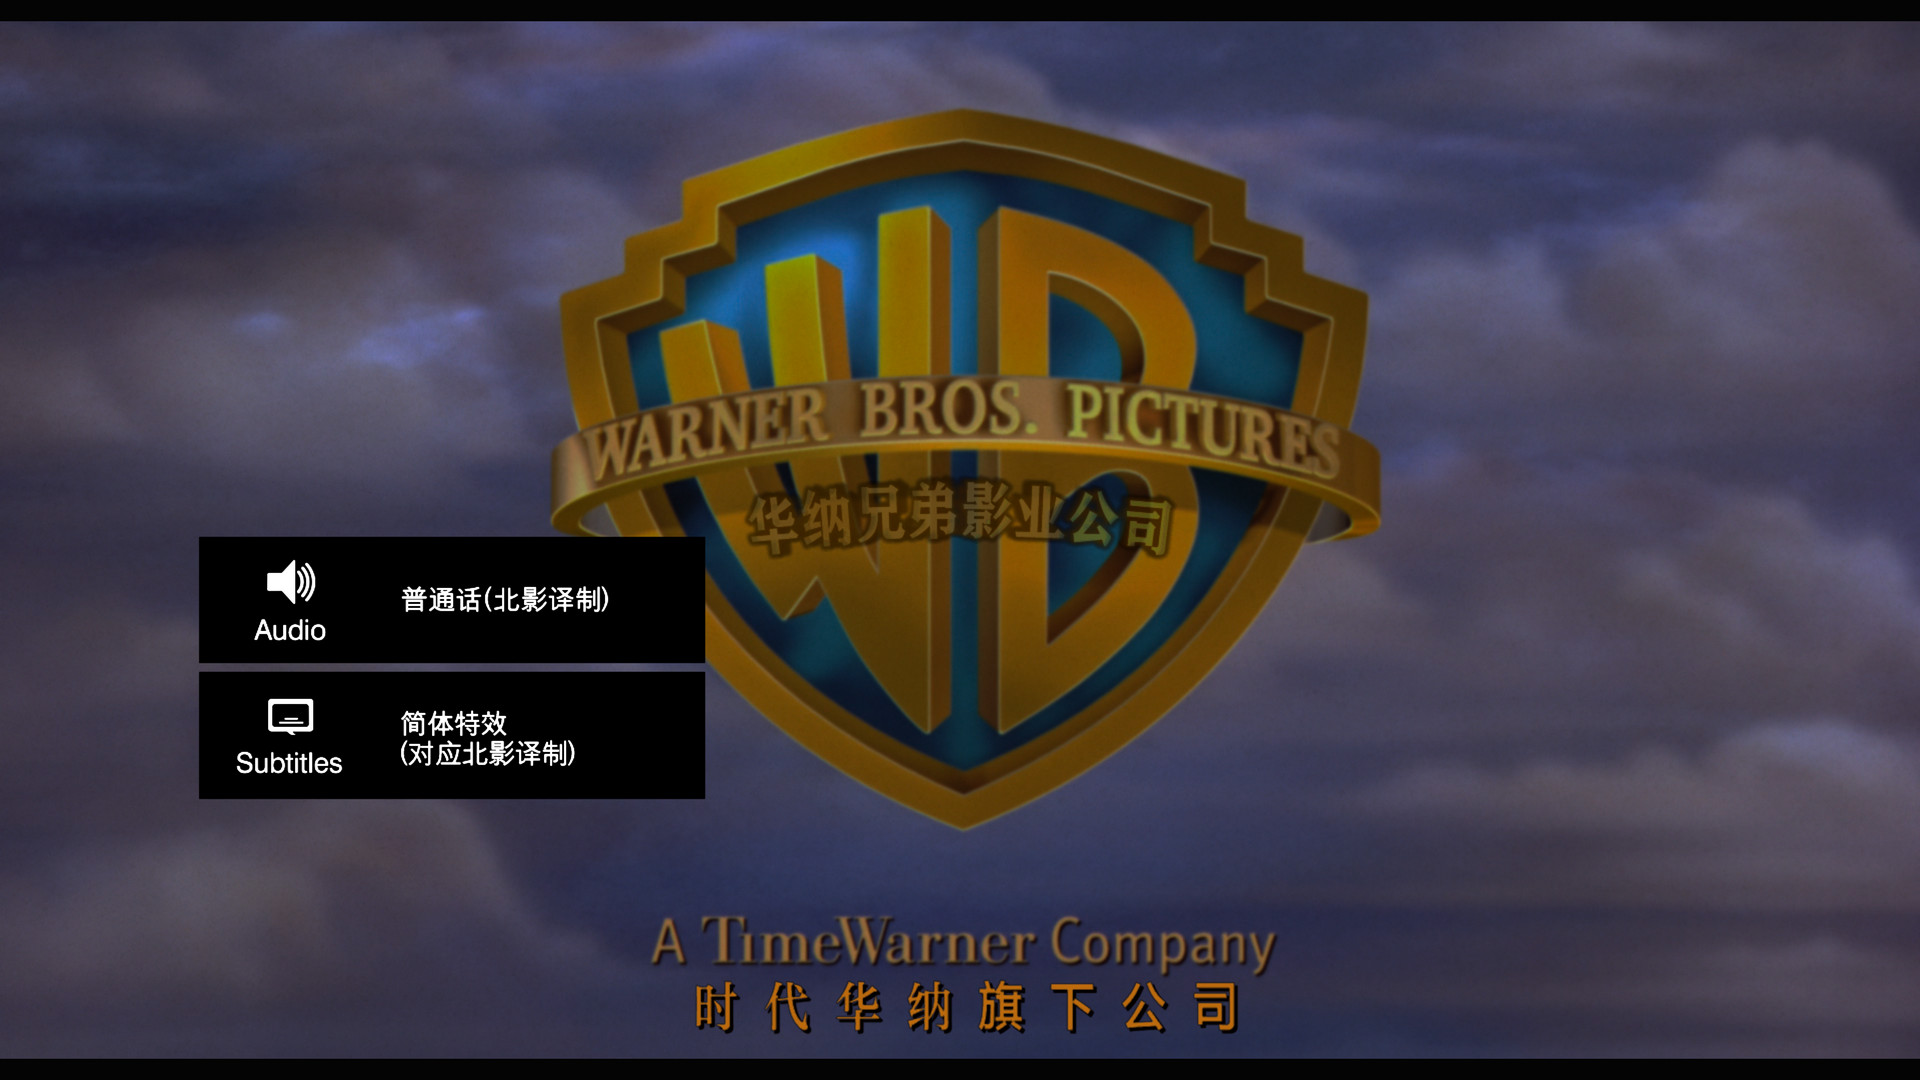 WARNER BROS. PICTURES
华纳兄弟影业公司
Audio
普通话(北影译制)
Subtitles
简体特效
(对应北影译制)
A TimeWarner Company
时代华纳旗下公司